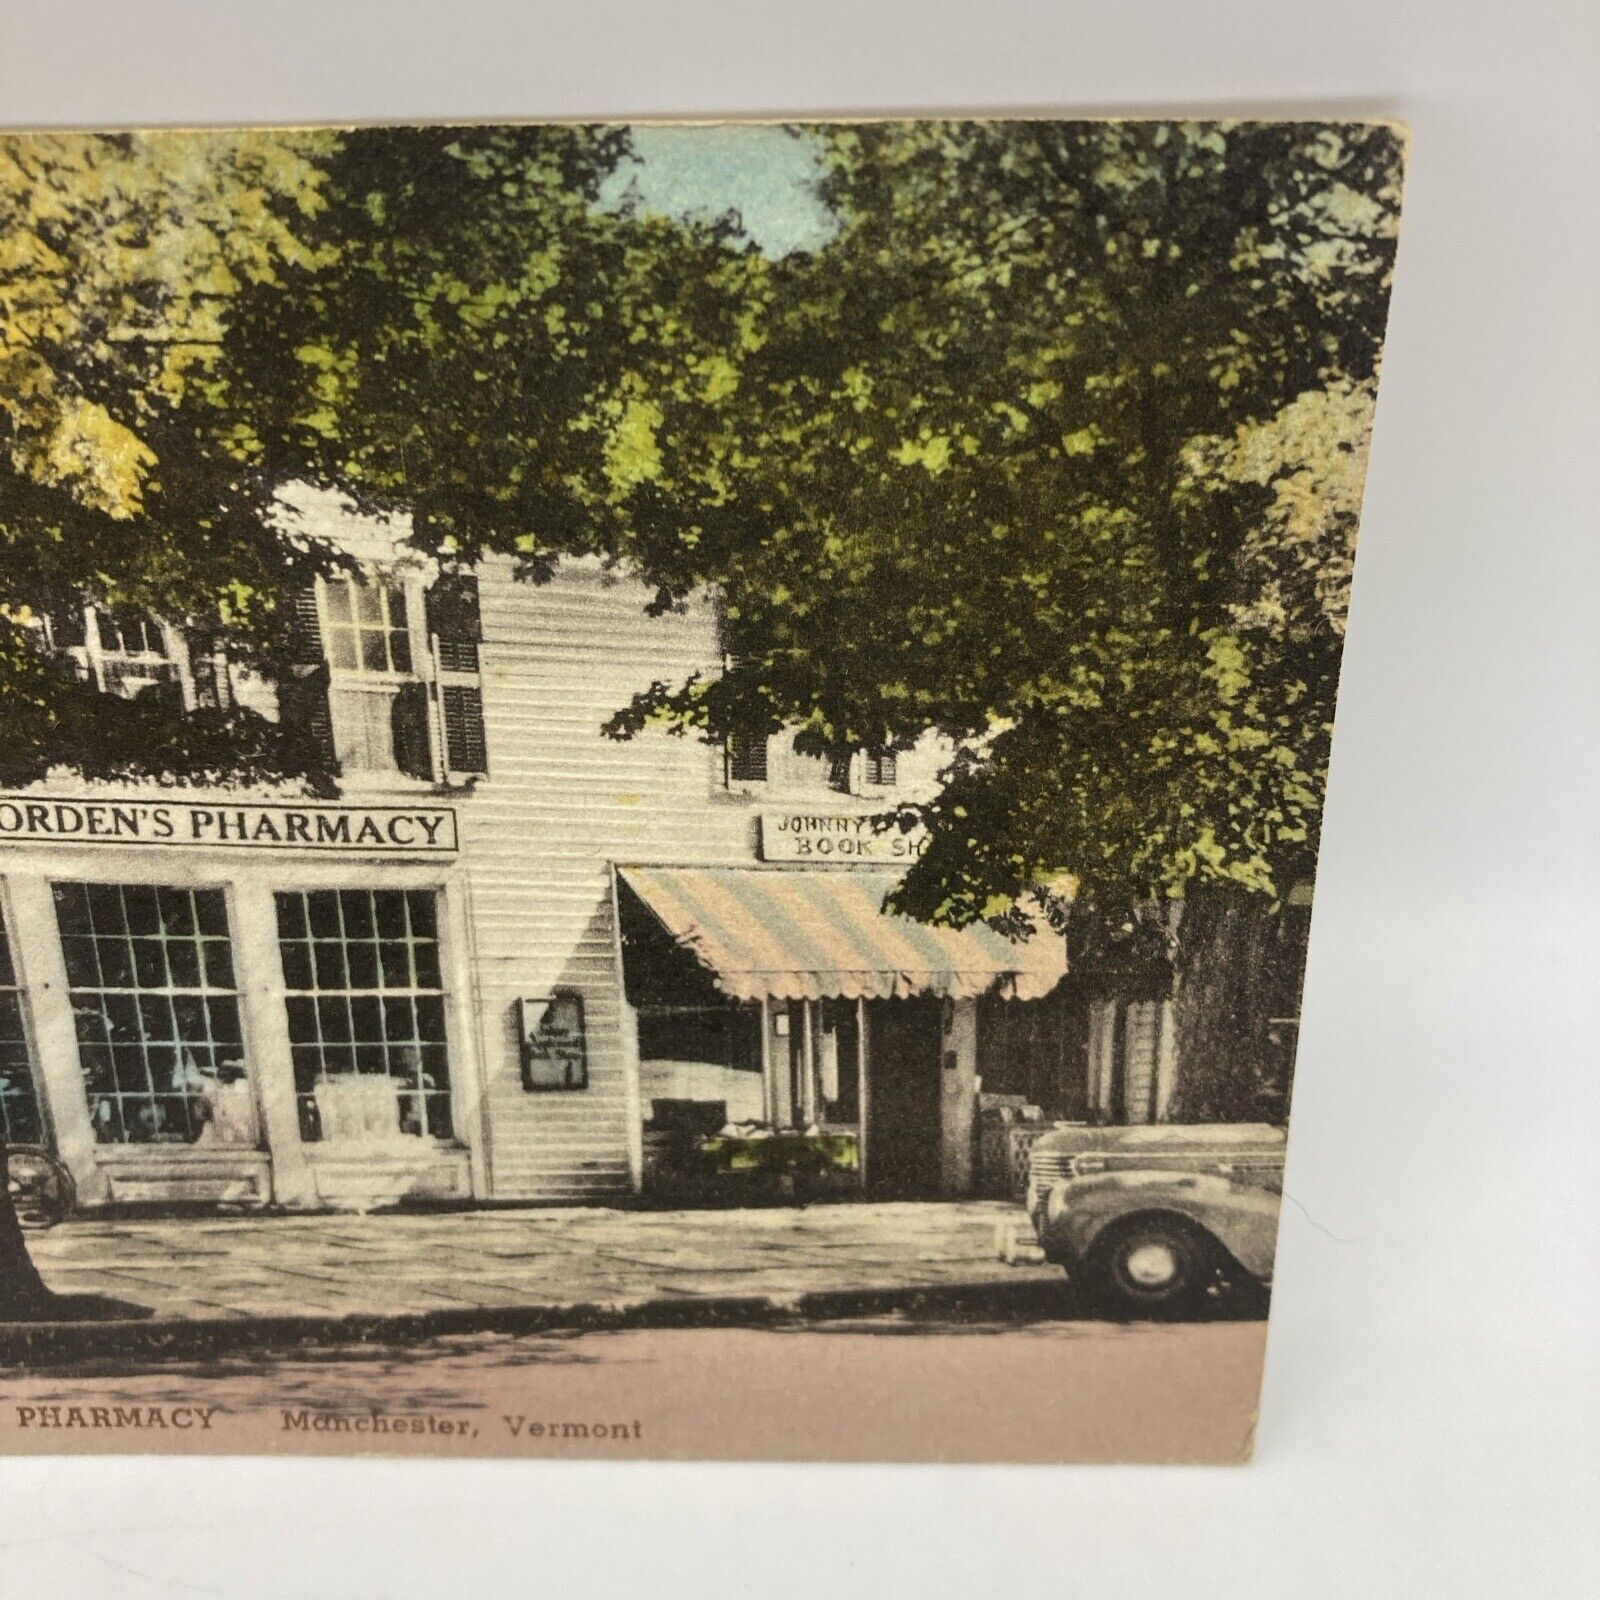 ORDEN'S PHARMACY
JOHNNY
BOOK SH
PHARMACY Manchester, Vermont